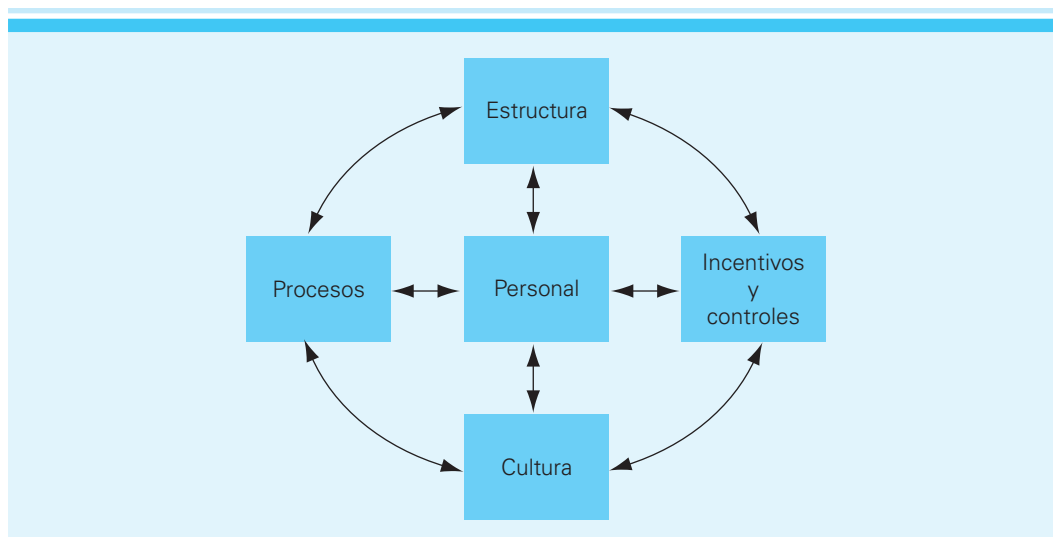 Estructura
Procesos
Personal
Incentivos
y
controles
Cultura